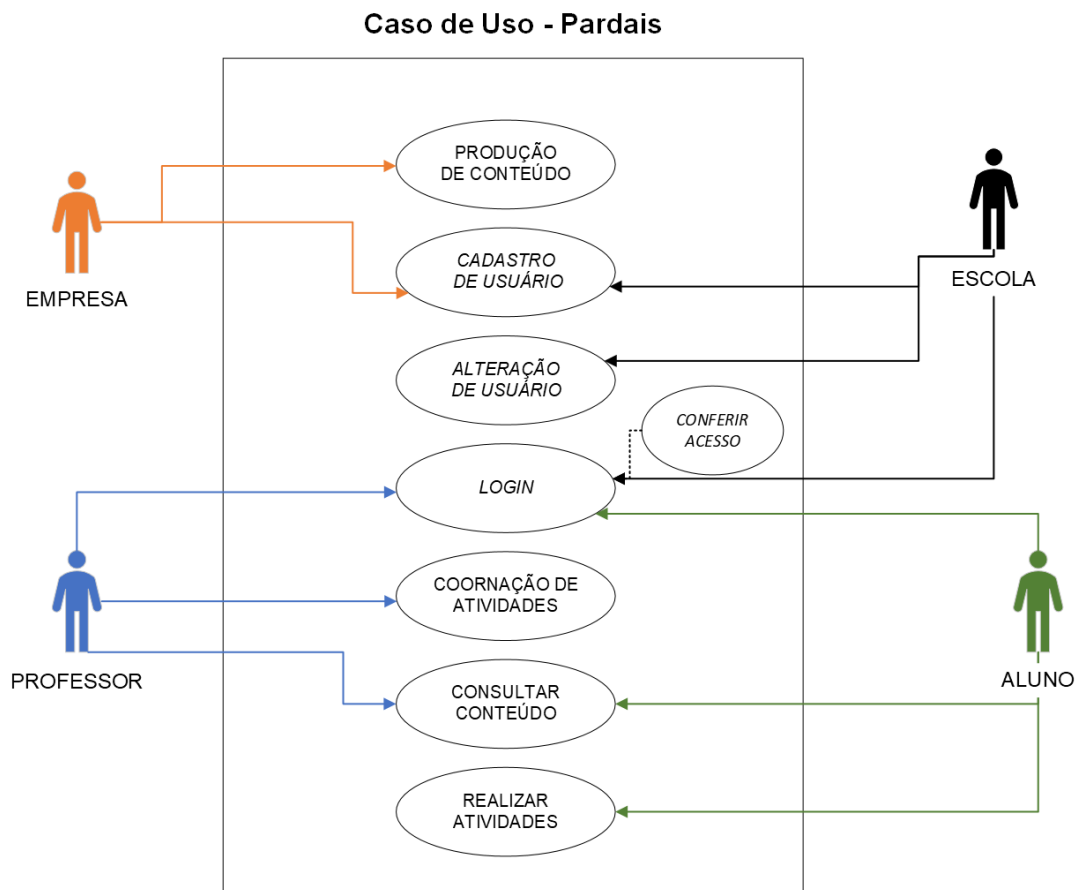 Caso de Uso - Pardais
PRODUÇÃO
DE CONTEÚDO
EMPRESA
CADASTRO
DE USUÁRIO
ESCOLA
ALTERAÇÃO
DE USUÁRIO
CONFERIR
ACESSO
LOGIN
COORNAÇÃO DE
ATIVIDADES
PROFESSOR
ALUNO
CONSULTAR
CONTEÚDO
REALIZAR
ATIVIDADES